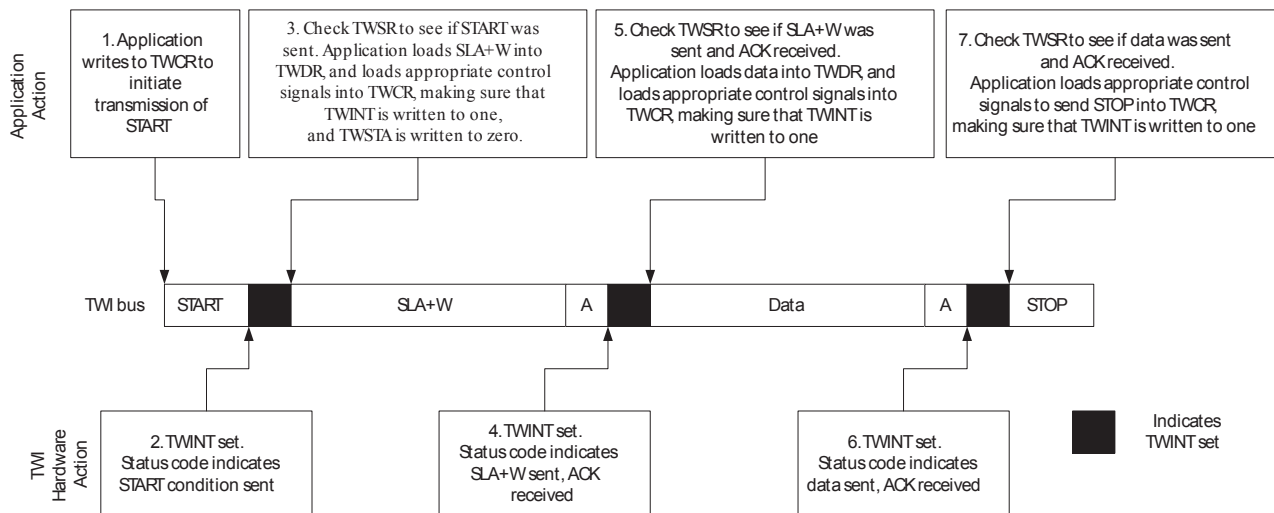 Application
Action
1. Application
writes to TWCR to
initiate
transmission of
START
3. Check TWSR to see if START was
sent. Application loads SLA+W into
TWDR, and loads appropriate control
signals into TWCR, making sure that
TWINT is written to one,
and TWSTA is written to zero.
5. Check TWSR to see if SLA+W was
sent and ACK received.
Application loads data into TWDR, and
loads appropriate control signals into
TWCR, making sure that TWINT is
written to one
7. Check TWSR to see if data was sent
and ACK received.
Application loads appropriate control
signals to send STOP into TWCR,
making sure that TWINT is written to one
TWI bus
START
SLA+W
A
Data
A
STOP
TWI
Hardware
Action
2. TWINT set.
Status code indicates
START condition sent
4. TWINT set.
Status code indicates
SLA+W sent, ACK
received
6. TWINT set.
Status code indicates
data sent, ACK received
Indicates
TWINT set